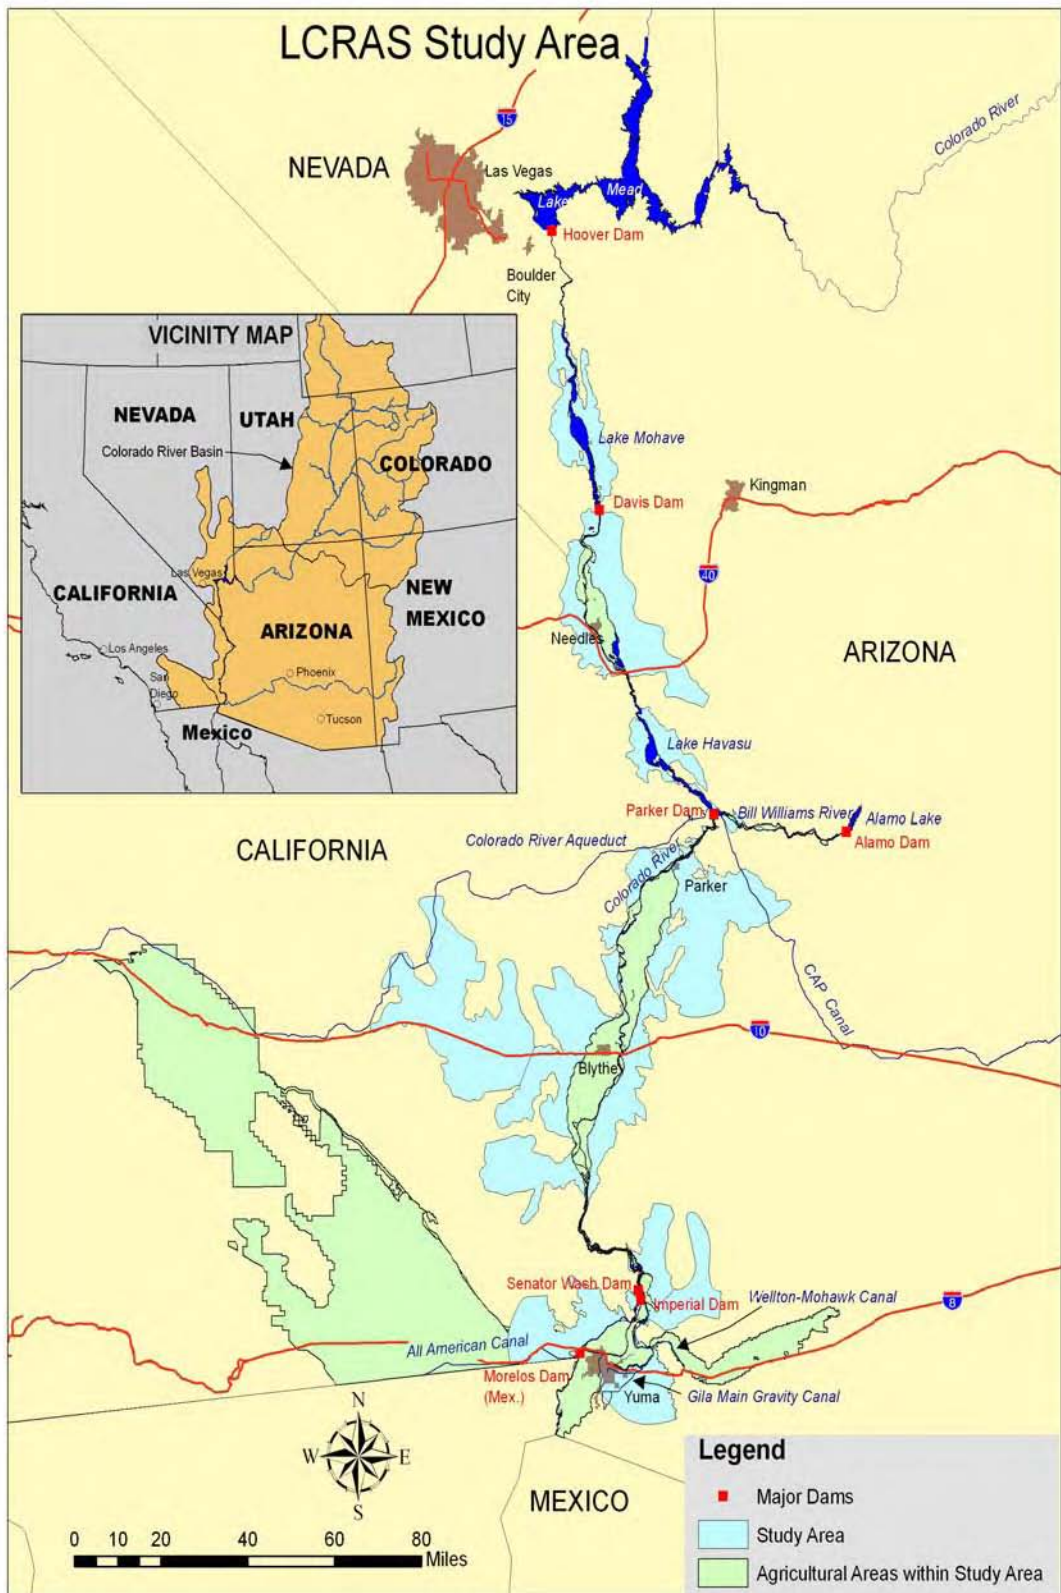 LCRAS Study Area
15
Colorado River
NEVADA
Las Vegas
Lake
Mead
Hoover Dam
Boulder
City
VICINITY MAP
NEVADA
UTAH
Colorado River Basin
COLORADO
Las Vegas
CALIFORNIA
NEW
MEXICO
ARIZONA
Los Angeles
San
Diego
Phoenix
Tucson
Mexico
Lake Mohave
Kingman
Davis Dam
40
Needles
ARIZONA
Lake Havasu
Parker Dam
Bill Williams River
Alamo Lake
Alamo Dam
CALIFORNIA
Colorado River Aqueduct
Colorado River
Parker
CAP Canal
10
Blythe
Senator Wash Dam
Imperial Dam
Wellton-Mohawk Canal
8
All American Canal
Morelos Dam
(Mex.)
Yuma
Gila Main Gravity Canal
N
W
E
S
MEXICO
0 10 20 40 60 80
Miles
Legend
Major Dams
Study Area
Agricultural Areas within Study Area